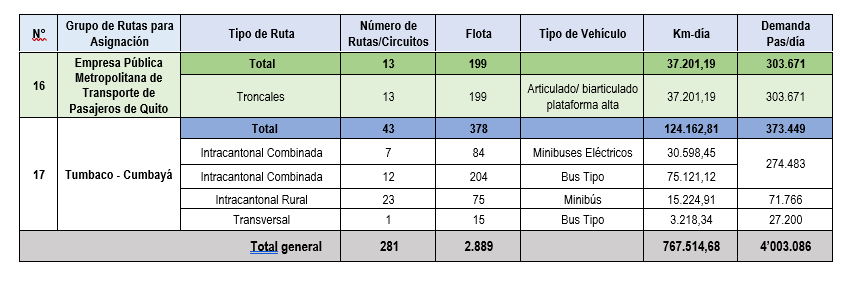 N° Grupo de Rutas para Asignación Tipo de Ruta Número de Rutas/Circuitos Flota Tipo de Vehículo Km-día Demanda Pas/día
16 Empresa Pública Metropolitana de Transporte de Pasajeros de Quito Total 13 199 37.201,19 303.671
Troncales 13 199 Articulado/ biarticulado plataforma alta 37.201,19 303.671
17 Tumbaco - Cumbayá Total 43 378 124.162,81 373.449
Intracantonal Combinada 7 84 Minibuses Eléctricos 30.598,45 274.483
Intracantonal Combinada 12 204 Bus Tipo 75.121,12
Intracantonal Rural 23 75 Minibús 15.224,91 71.766
Transversal 1 15 Bus Tipo 3.218,34 27.200
Total general 281 2.889 767.514,68 4'003.086